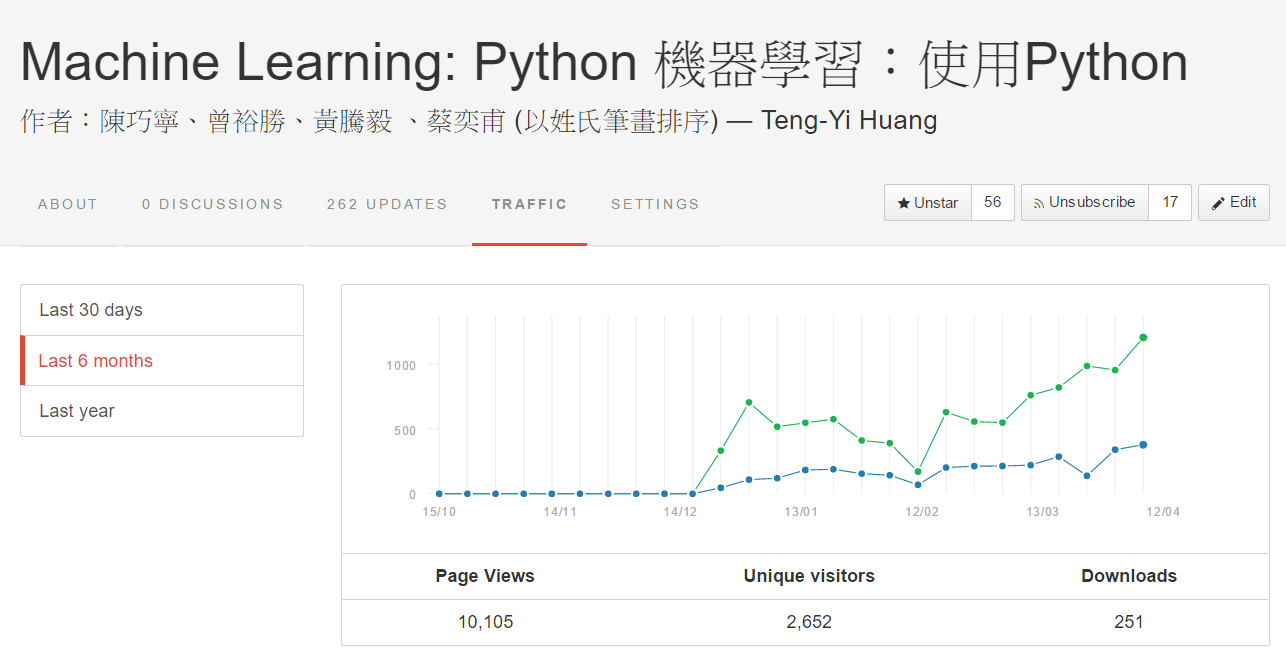 Machine Learning: Python 機器學習：使用Python
作者：陳巧寧、曾裕勝、黃騰毅 、蔡奕甫 (以姓氏筆畫排序) — Teng-Yi Huang
ABOUT 0 DISCUSSIONS 262 UPDATES TRAFFIC SETTINGS Unstar 56 Unsubscribe 17 Edit
Last 30 days
Last 6 months
Last year
1000
500
0
15/10 14/11 14/12 13/01 12/02 13/03 12/04
Page Views Unique visitors Downloads
10,105 2,652 251